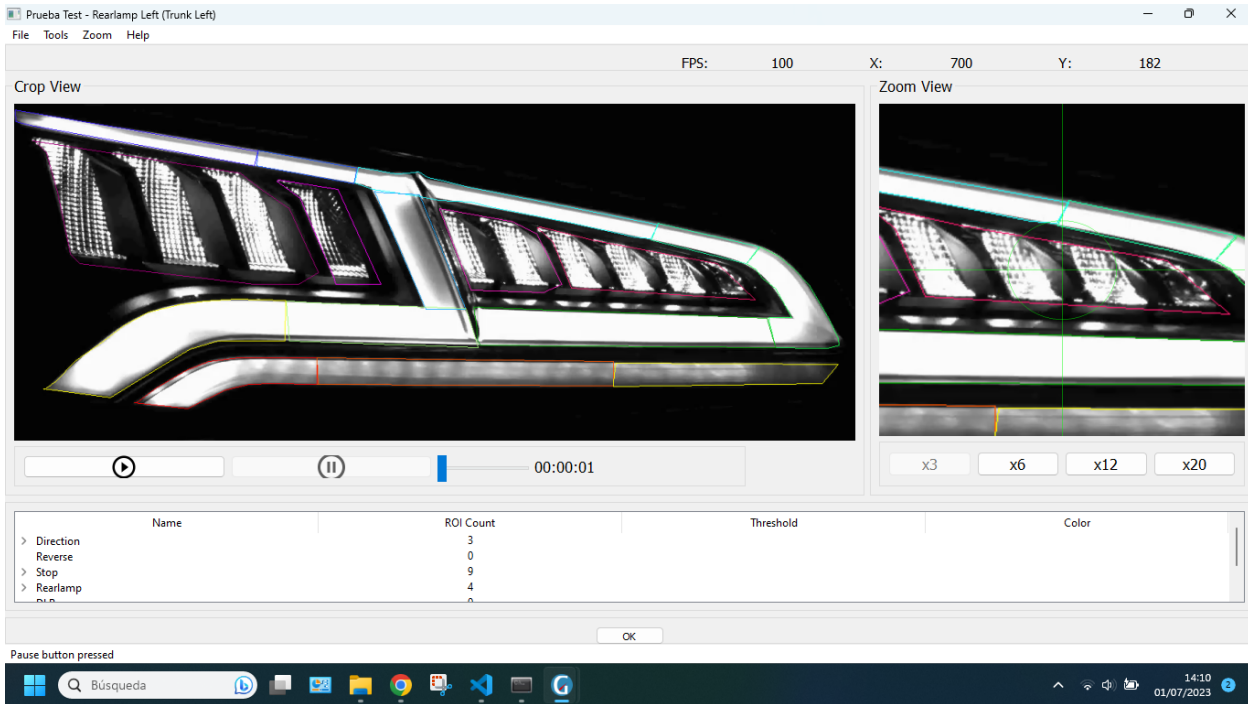 Prueba Test - Rearlamp Left (Trunk Left)
File Tools Zoom Help
FPS: 100 X: 700 Y: 182
Crop View
Zoom View
00:00:01
x3 x6 x12 x20
Name ROI Count Threshold Color
Direction 3
Reverse 0
Stop 9
Rearlamp 4
OK
Pause button pressed
Búsqueda
14:10
01/07/2023
2